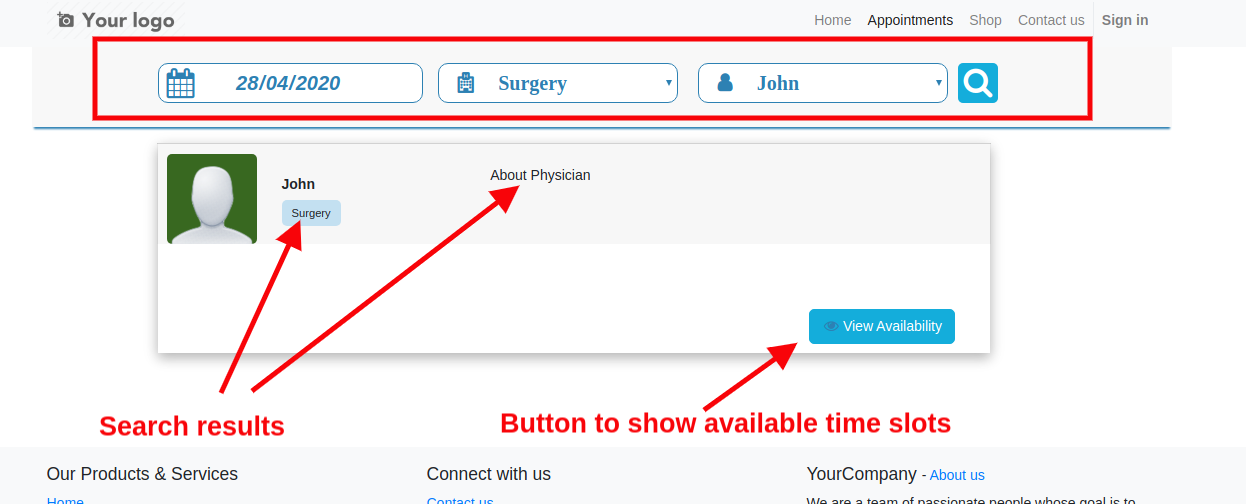 Your logo
Home Appointments Shop Contact us Sign in
28/04/2020 Surgery John
John
About Physician
Surgery
View Availability
Search results
Button to show available time slots
Our Products & Services
Connect with us
YourCompany - About us
Home
Contact us
We are a team of passionate people whose goal is to